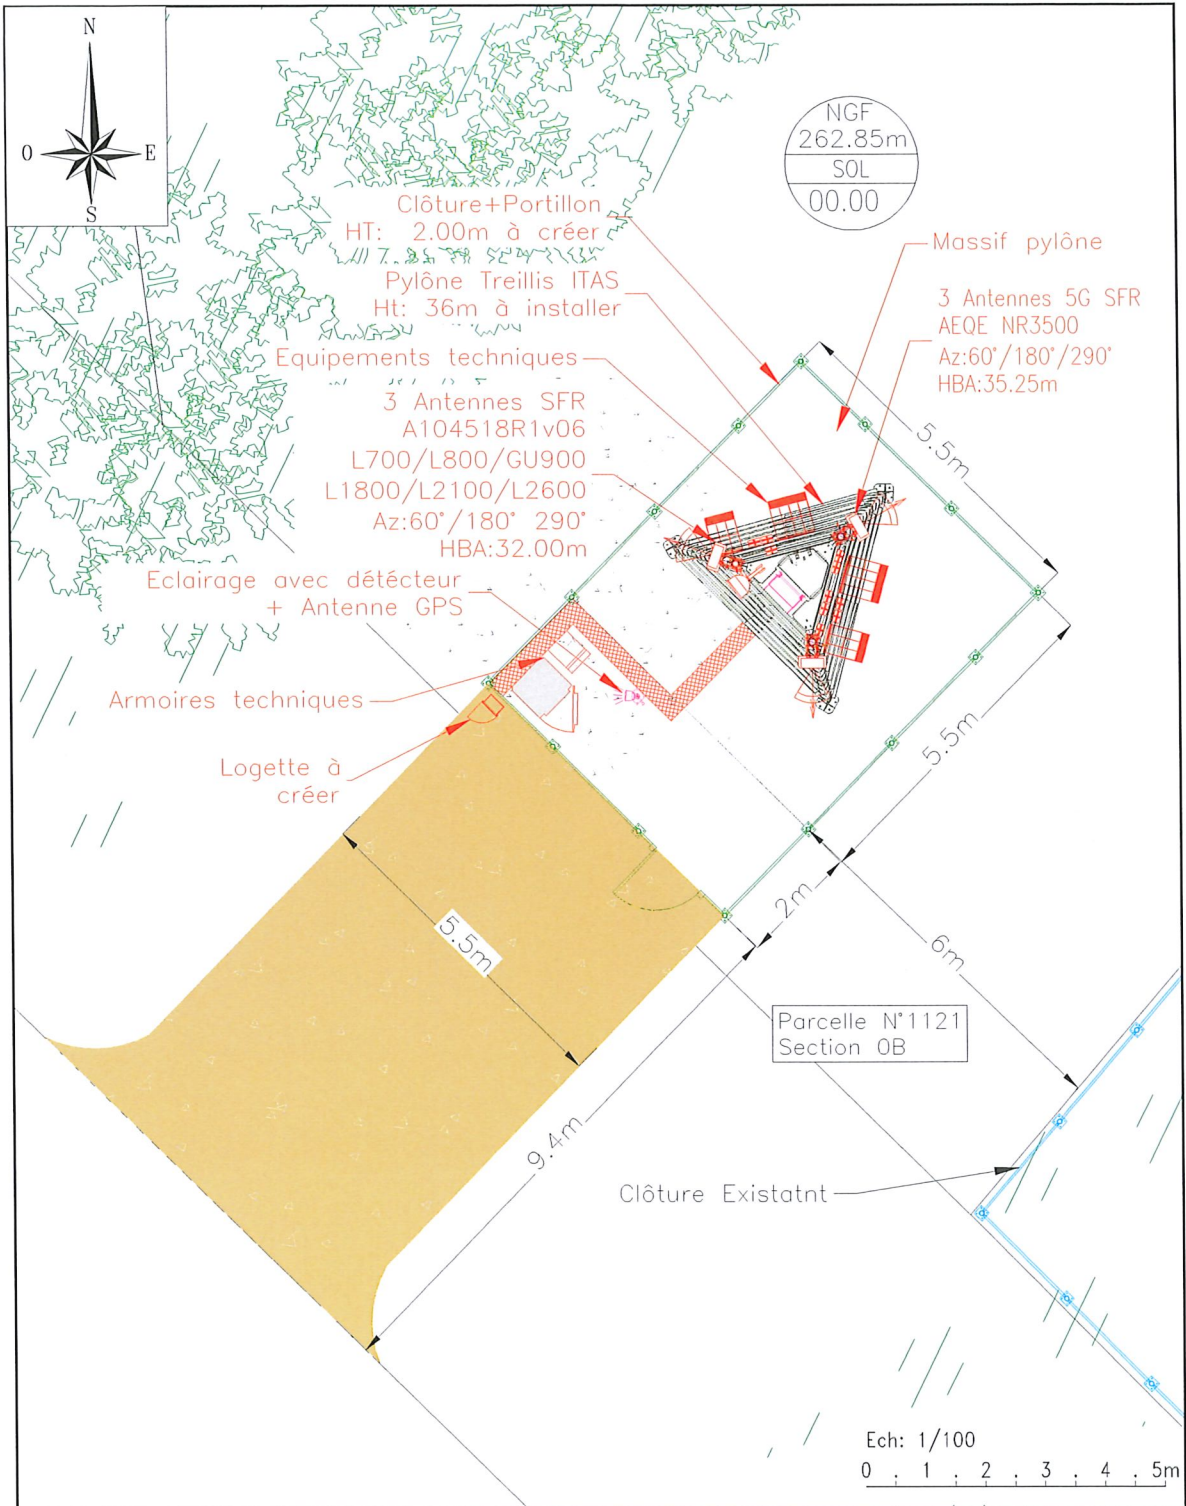 N
O E
S
NGF
262.85m
SOL
00.00
Clôture+Portillon
HT: 2.00m à créer
Massif pylône
Pylône Treillis ITAS
Ht: 36m à installer
3 Antennes 5G SFR
AEQE NR3500
Az:60°/180°/290°
HBA:35.25m
Equipements techniques
3 Antennes SFR
A104518R1v06
L700/L800/GU900
L1800/L2100/L2600
Az:60°/180° 290°
HBA:32.00m
5.5m
Eclairage avec détécteur
+ Antenne GPS
Armoires techniques
5.5m
Logette à
créer
2m
5.5m
6m
Parcelle N°1121
Section 0B
9.4m
Clôture Existatnt
Ech: 1/100
0 . 1 . 2 . 3 . 4 . 5m